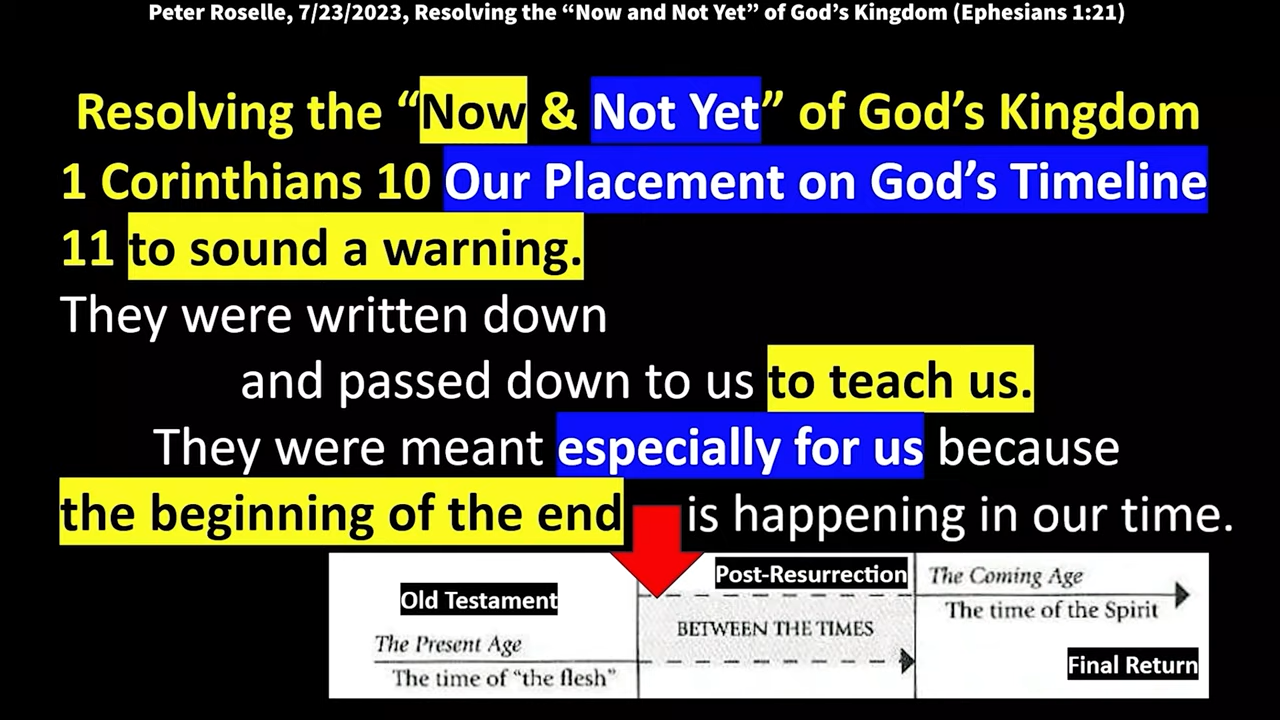 Peter Roselle, 7/23/2023, Resolving the “Now and Not Yet” of God’s Kingdom (Ephesians 1:21)
Resolving the “Now & Not Yet” of God’s Kingdom
1 Corinthians 10 Our Placement on God’s Timeline
11 to sound a warning.
They were written down
and passed down to us to teach us.
They were meant especially for us because
the beginning of the end is happening in our time.
Old Testament
The Present Age
The time of “the flesh”
Post-Resurrection
BETWEEN THE TIMES
The Coming Age
The time of the Spirit
Final Return